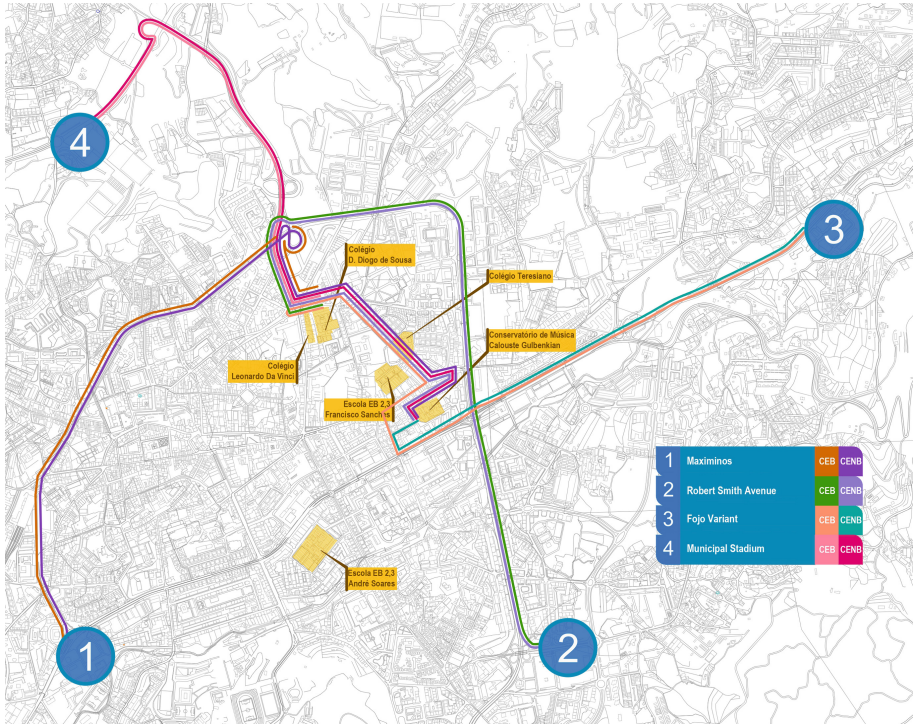 4
3
Colégio
D. Diogo de Sousa
Colégio Teresiano
Conservatório de Musica
Calouste Gulbenkian
Colégio
Leonardo Da Vinci
Escola EB 2,3
Francisco Sanches
1 Maximinos CEB CENB
2 Robert Smith Avenue CEB CENB
3 Fojo Variant CEB CENB
4 Municipal Stadium CEB CENB
Escola EB 2,3
André Soares
1
2